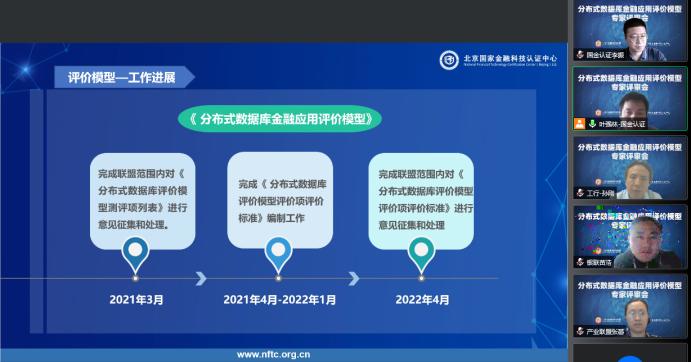 北京国家金融科技认证中心
National Financial Technology Certification Center ( Beijing ) Ltd.
评价模型—工作进展
《 分布式数据库金融应用评价模型》
完成联盟范围内对《
分布式数据库评价模
型测评项列表》进行
意见征集和处理。
完成《 分布式数据库
评价模型评价项评价
标准》编制工作
完成联盟范围内对《
分布式数据库评价模型
评价项评价标准》进行
意见征集和处理
2021年3月
2021年4月-2022年1月
2022年4月
www.nftc.org.cn
分布式数据库金融应用评价模型
专家评审会
国金认证李振
分布式数据库金融应用评价模型
专家评审会
叶强林-国金认证
分布式数据库金融应用评价模型
专家评审会
工行-孙刚
分布式数据库金融应用评价模型
专家评审会
银联苗浩
分布式数据库金融应用评价模型
专家评审会
产业联盟张蕾